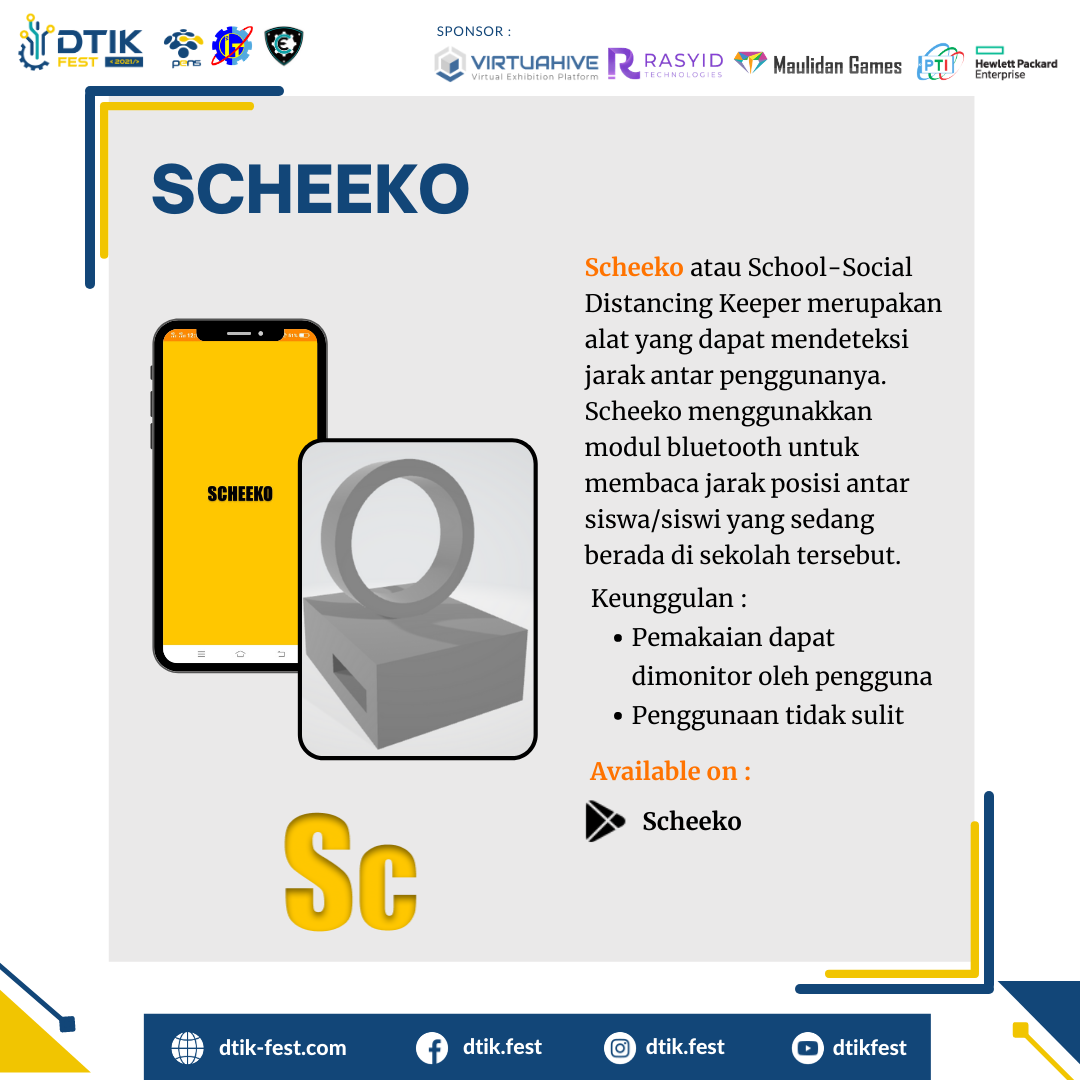 DTIK
FEST <2021/>
pens
SPONSOR :
VIRTUAHIVE
Virtual Exhibition Platform
RASYID
TECHNOLOGIES
Maulidan Games
PTI
Hewlett Packard
Enterprise
SCHEEKO
Scheeko atau School-Social
Distancing Keeper merupakan
alat yang dapat mendeteksi
jarak antar penggunanya.
Scheeko menggunakkan
modul bluetooth untuk
membaca jarak posisi antar
siswa/siswi yang sedang
berada di sekolah tersebut.
Keunggulan :
• Pemakaian dapat
dimonitor oleh pengguna
• Penggunaan tidak sulit
Available on :
Scheeko
SCHEEKO
Sc
dtik-fest.com
dtik.fest
dtik.fest
dtikfest